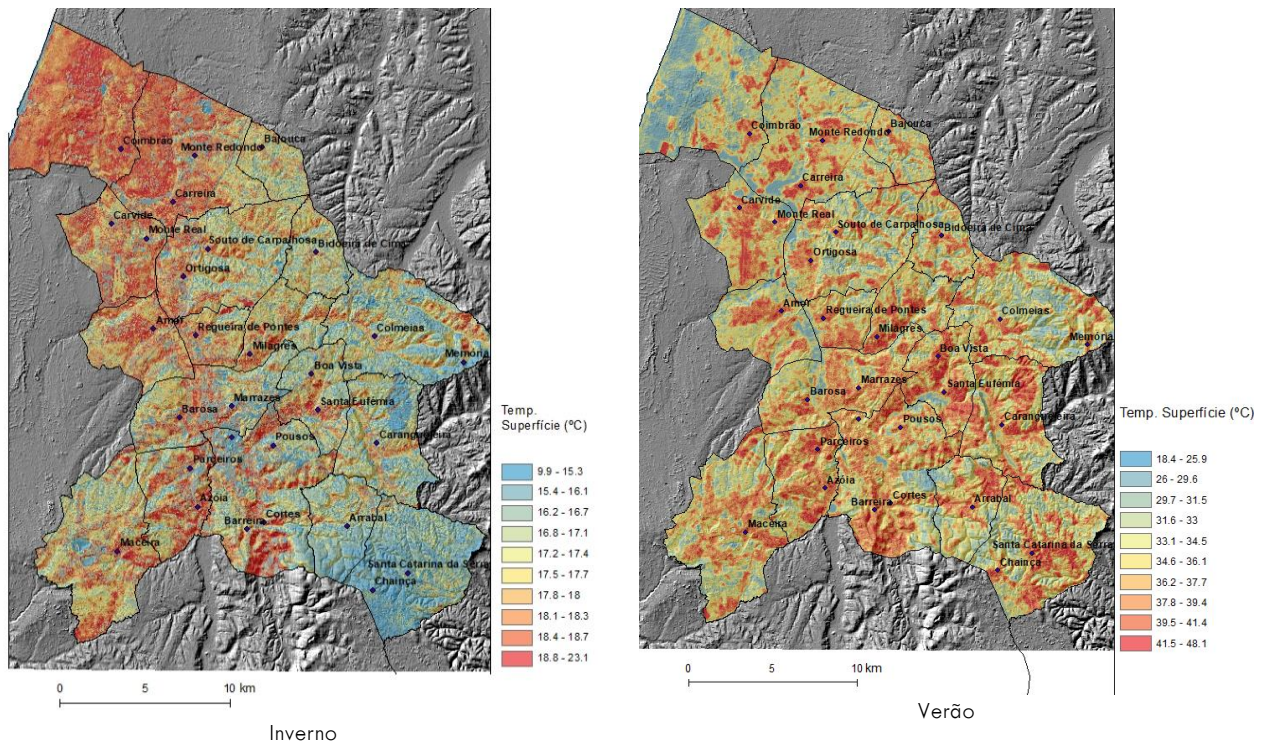 Coimbrão
Bajouca
Monte Redondo
Carreira
Carvide
Monte Real
Souto de Carpalhosa
Bidoeira de Cima
Ortigosa
Amor
Regueira de Pontes
Milagres
Colmeias
Memória
Boa Vista
Marrazes
Santa Eufémia
Barosa
Pousos
Caranguejeira
Parceiros
Azóia
Cortes
Barreira
Arrabal
Maceira
Santa Catarina da Serra
Chainça
Temp.
Superfície (ºC)
9.9 - 15.3
15.4 - 16.1
16.2 - 16.7
16.8 - 17.1
17.2 - 17.4
17.5 - 17.7
17.8 - 18
18.1 - 18.3
18.4 - 18.7
18.8 - 23.1
0 5 10 km
Inverno
Coimbrão
Bajouca
Monte Redondo
Carreira
Carvide
Monte Real
Souto de Carpalhosa
Bidoeira de Cima
Ortigosa
Amor
Regueira de Pontes
Milagres
Colmeias
Memória
Boa Vista
Marrazes
Santa Eufémia
Barosa
Pousos
Caranguejeira
Parceiros
Azóia
Barreira
Cortes
Arrabal
Maceira
Santa Catarina da Serra
Chainça
Temp. Superfície (ºC)
18.4 - 25.9
26 - 29.6
29.7 - 31.5
31.6 - 33
33.1 - 34.5
34.6 - 36.1
36.2 - 37.7
37.8 - 39.4
39.5 - 41.4
41.5 - 48.1
0 5 10 km
Verão